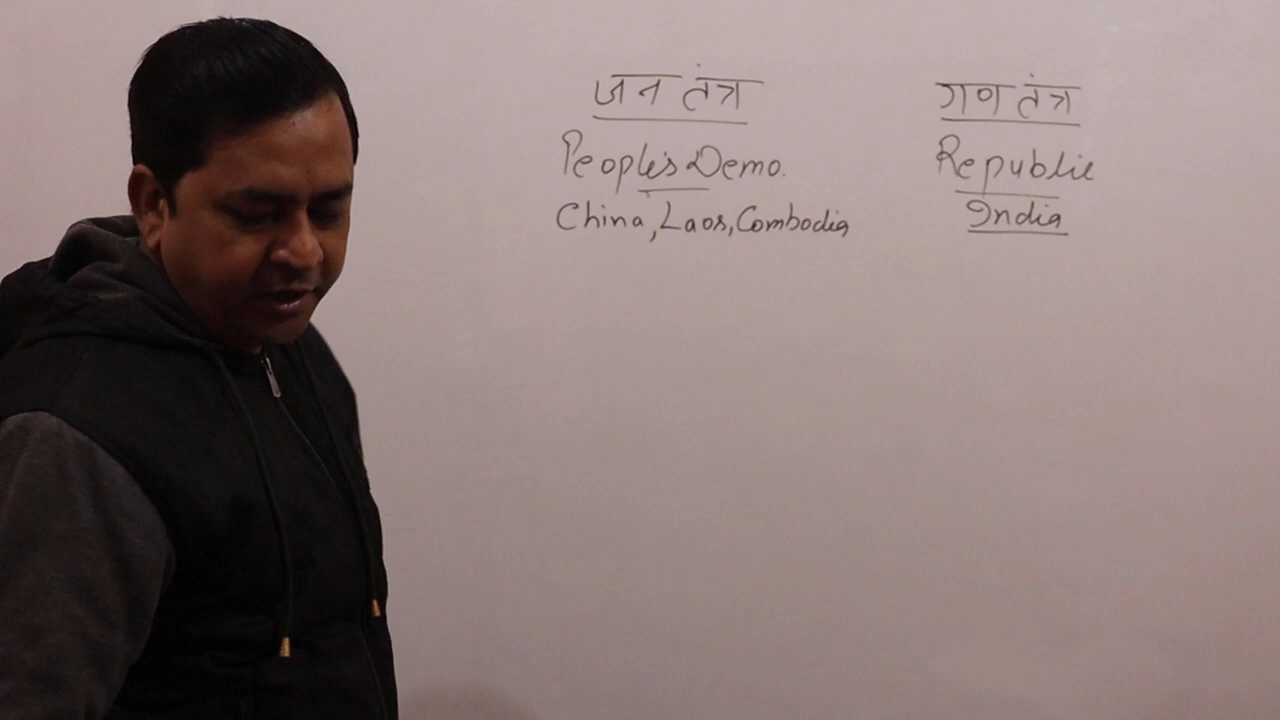 जन तंत्र
People's Demo.
China, Laos, Combodia
गण तंत्र
Republic
India